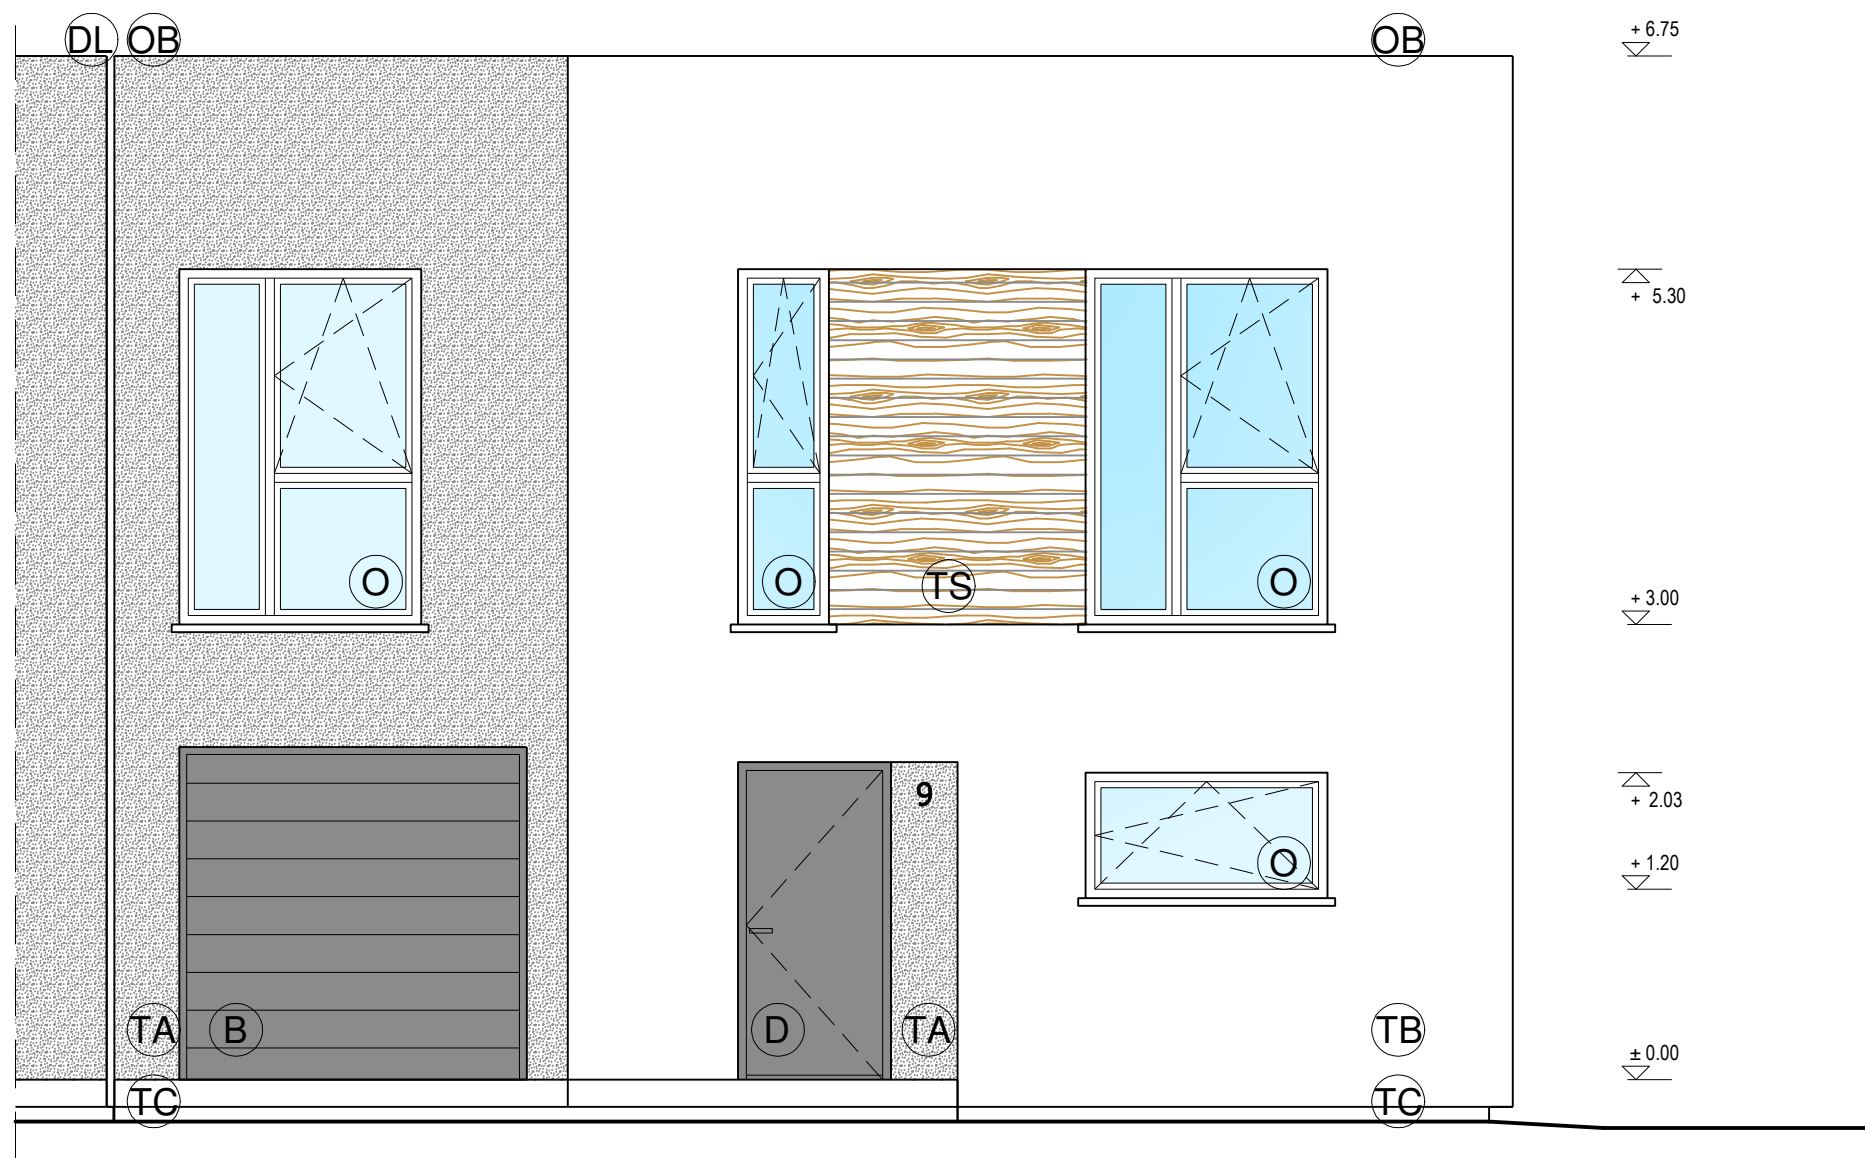 DL OB OB + 6.75
+ 5.30
O O TS O + 3.00
9 + 2.03
O + 1.20
TA B D TA TB ± 0.00
TC TC